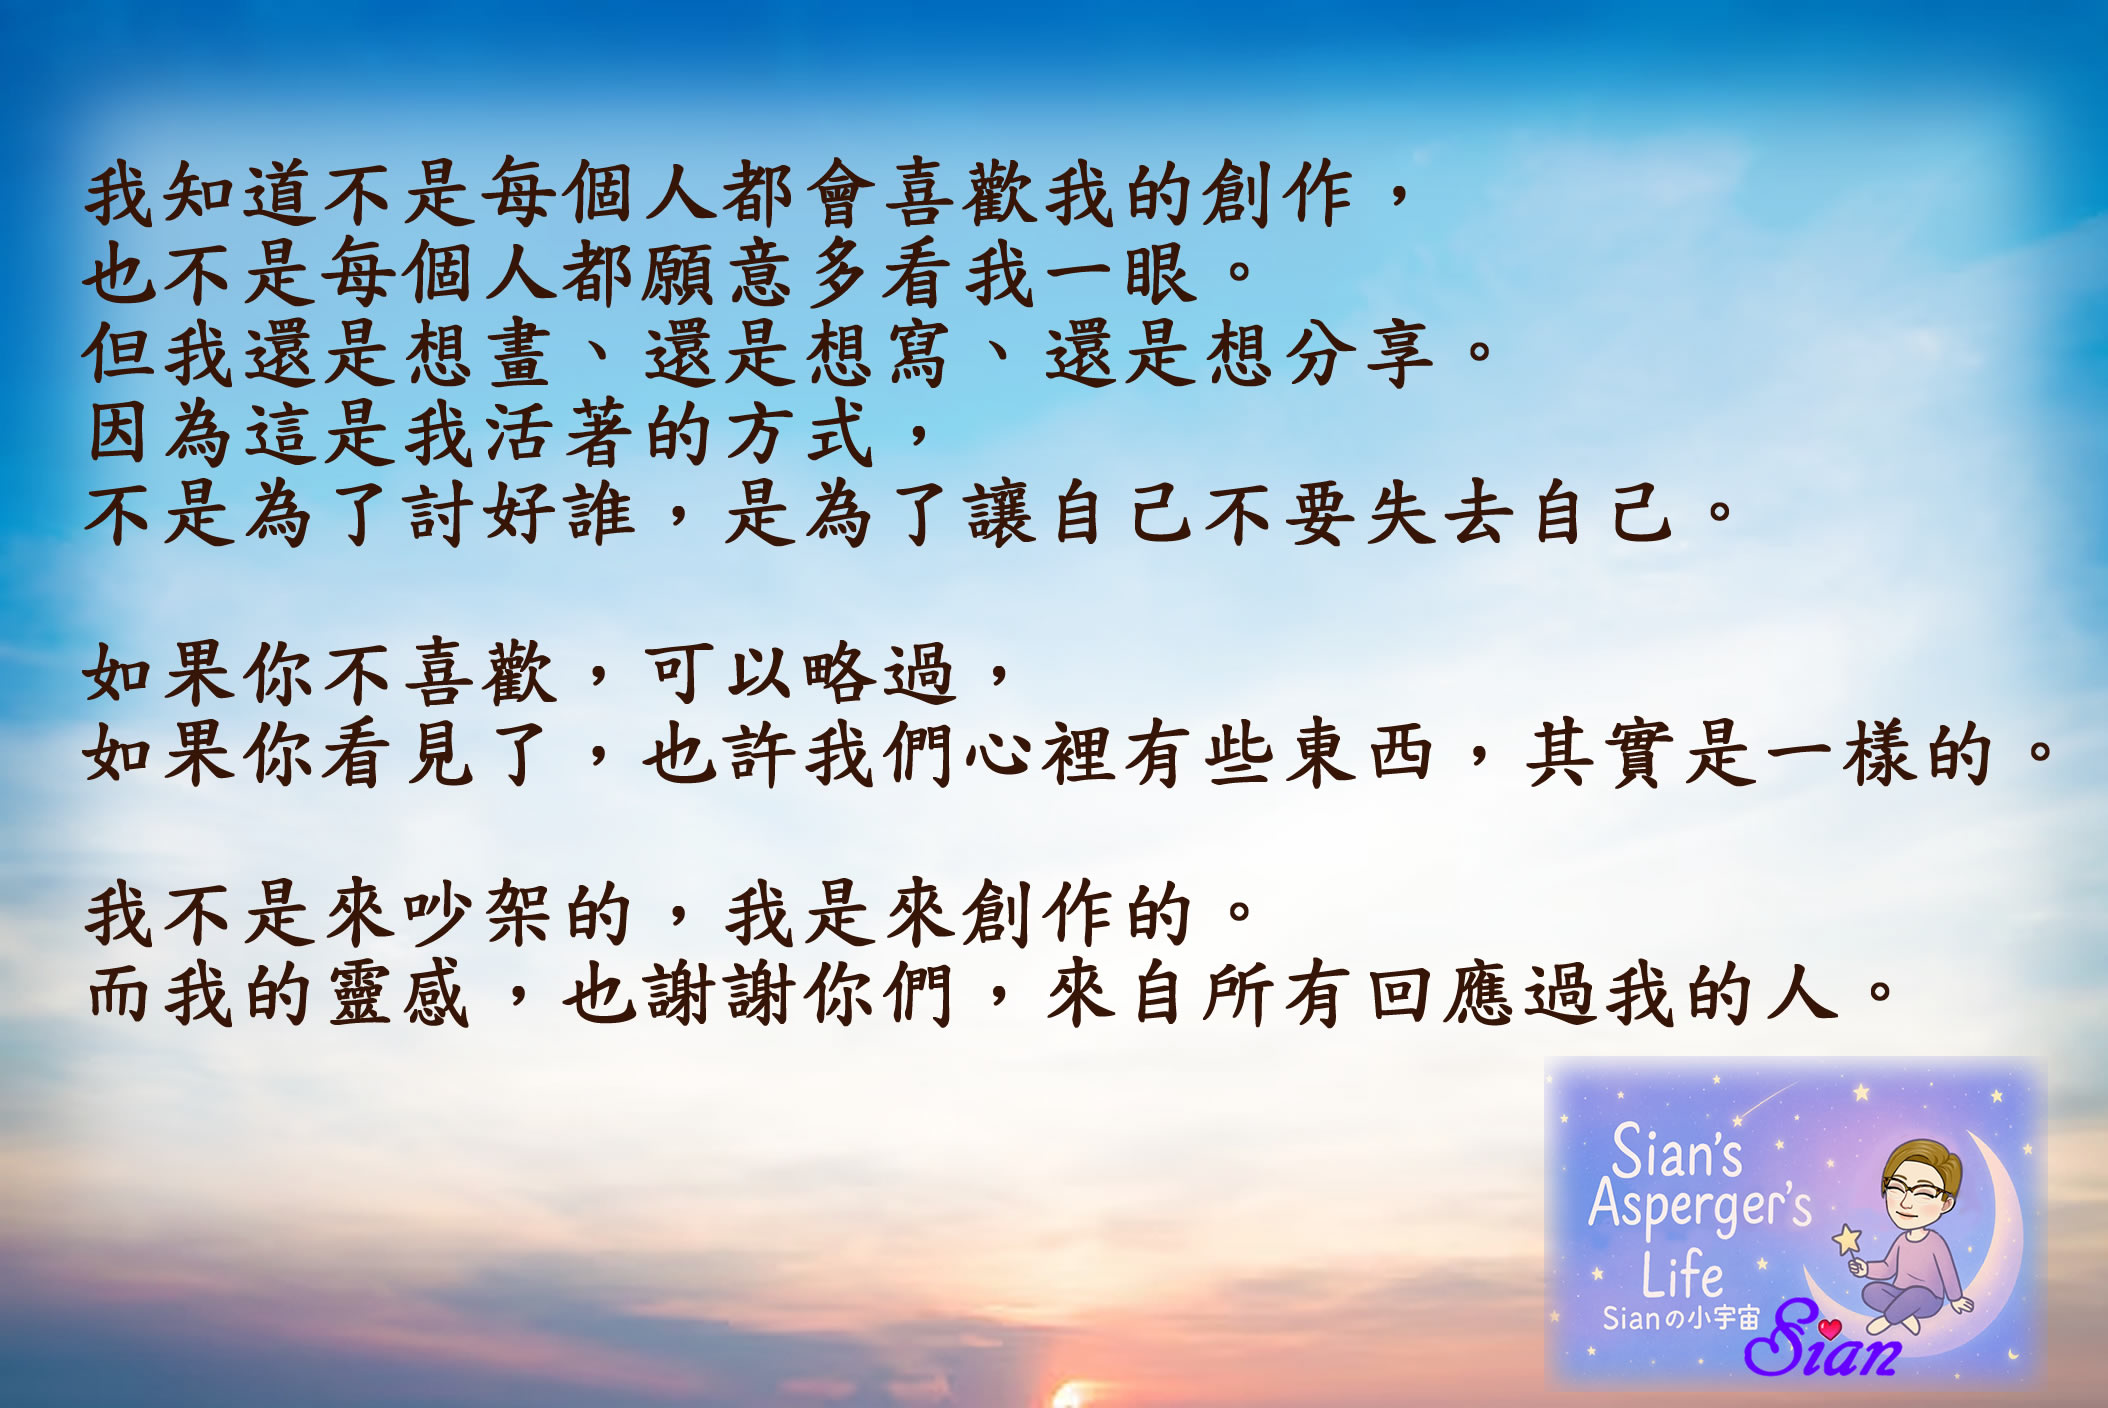 我知道不是每個人都會喜歡我的創作，
也不是每個人都願意多看我一眼。
但我還是想畫、還是想寫、還是想分享。
因為這是我活著的方式，
不是為了討好誰，是為了讓自己不要失去自己。
如果你不喜歡，可以略過，
如果你看見了，也許我們心裡有些東西，其實是一樣的。
我不是來吵架的，我是來創作的。
而我的靈感，也謝謝你們，來自所有回應過我的人。
Sian's
Asperger's
Life
Sianの小宇宙
Sian